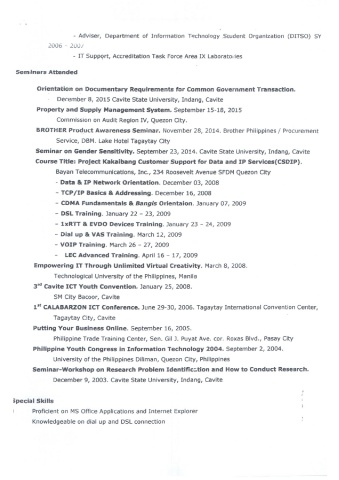 - Adviser, Department of Information Technology Student Organization (DITSO) SY
2006 – 2007
- IT Support, Accreditation Task Force Area IX Laboratories
Seminars Attended
Orientation on Documentary Requirements for Common Government Transaction.
December 8, 2015 Cavite State University, Indang, Cavite
Property and Supply Management System. September 15-18, 2015
Commission on Audit Region IV, Quezon City.
BROTHER Product Awareness Seminar. November 28, 2014. Brother Philippines / Procurement
Service, DBM. Lake Hotel Tagaytay City
Seminar on Gender Sensitivity. September 23, 2014. Cavite State University, Indang, Cavite
Course Title: Project Kakaibang Customer Support for Data and IP Services(CSDIP).
Bayan Telecommunications, Inc., 234 Roosevelt Avenue SFDM Quezon City
- Data & IP Network Orientation. December 03, 2008
- TCP/IP Basics & Addressing. December 16, 2008
- CDMA Fundamentals & Bangis Orientaion. January 07, 2009
- DSL Training. January 22 – 23, 2009
- 1xRTT & EVDO Devices Training. January 23 – 24, 2009
- Dial up & VAS Training. March 12, 2009
- VOIP Training. March 26 – 27, 2009
- LEC Advanced Training. April 16 – 17, 2009
Empowering IT Through Unlimited Virtual Creativity. March 8, 2008.
Technological University of the Philippines, Manila
3rd Cavite ICT Youth Convention. January 25, 2008.
SM City Bacoor, Cavite
1st CALABARZON ICT Conference. June 29-30, 2006. Tagaytay International Convention Center,
Tagaytay City, Cavite
Putting Your Business Online. September 16, 2005.
Philippine Trade Training Center, Sen. Gil J. Puyat Ave. cor. Roxas Blvd., Pasay City
Philippine Youth Congress in Information Technology 2004. September 2, 2004.
University of the Philippines Diliman, Quezon City, Philippines
Seminar-Workshop on Research Problem Identification and How to Conduct Research.
December 9, 2003. Cavite State University, Indang, Cavite
Special Skills
Proficient on MS Office Applications and Internet Explorer
Knowledgeable on dial up and DSL connection